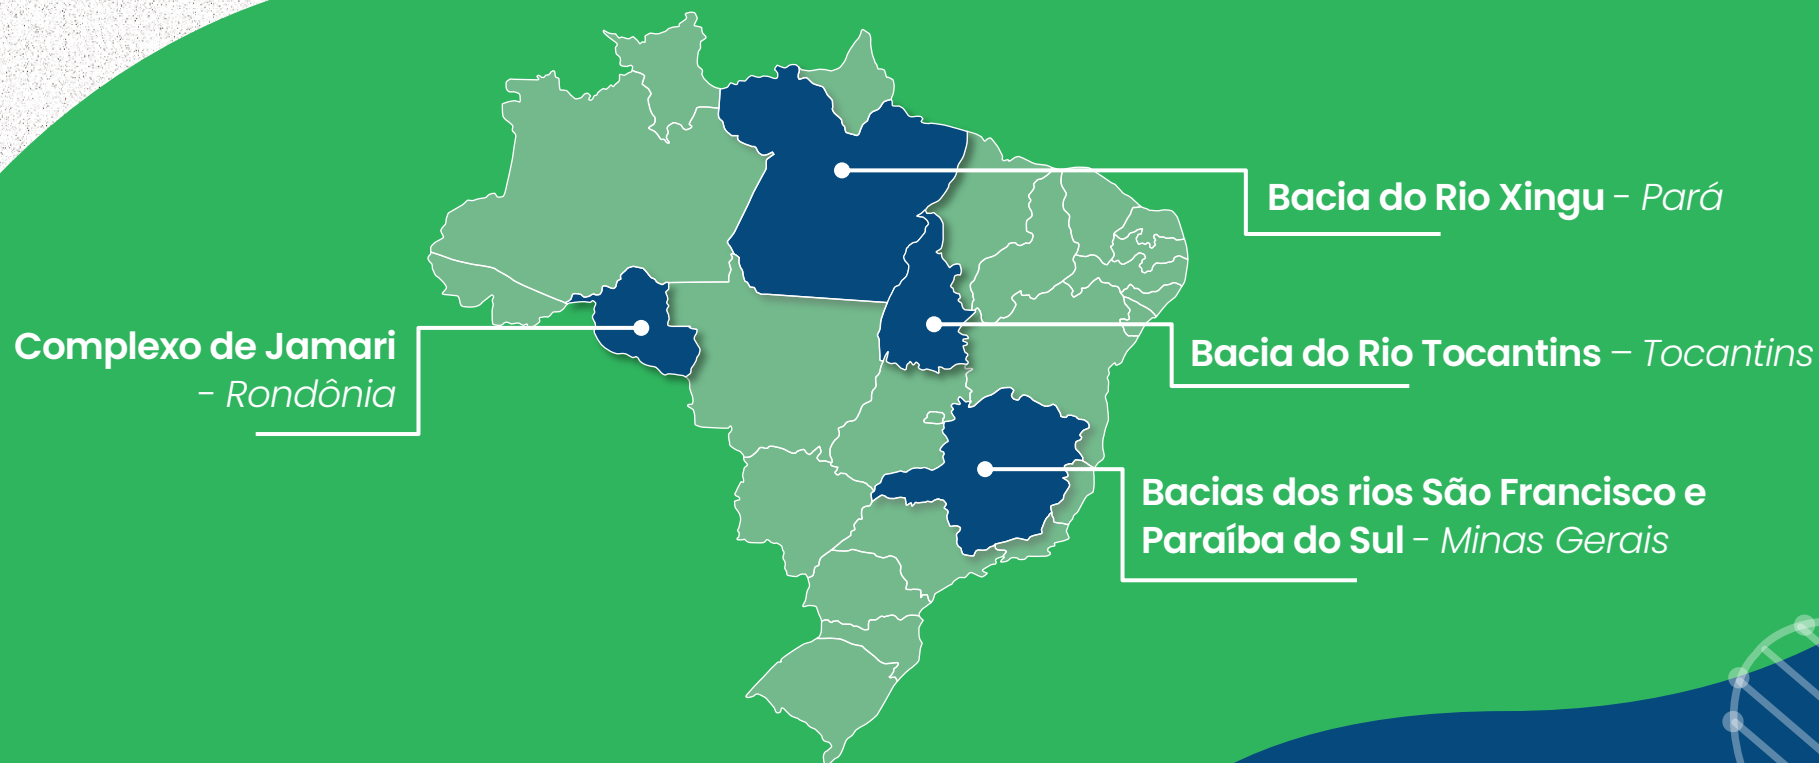 Bacia do Rio Xingu - Pará
Complexo de Jamari
- Rondônia
Bacia do Rio Tocantins – Tocantins
Bacias dos rios São Francisco e
Paraíba do Sul - Minas Gerais